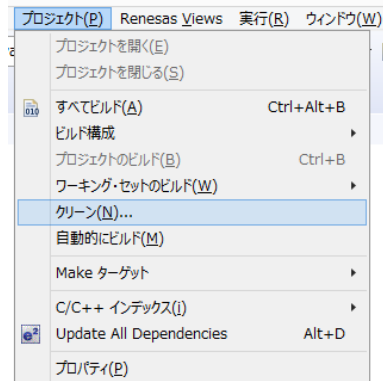 プロジェクト(P) Renesas Views 実行(R) ウィンドウ(W)
プロジェクトを開く(E)
プロジェクトを閉じる(S)
すべてビルド(A) Ctrl+Alt+B
ビルド構成
プロジェクトのビルド(B) Ctrl+B
ワーキング・セットのビルド(W)
クリーン(N)...
自動的にビルド(M)
Make ターゲット
C/C++ インデックス(i)
Update All Dependencies Alt+D
プロパティ(P)